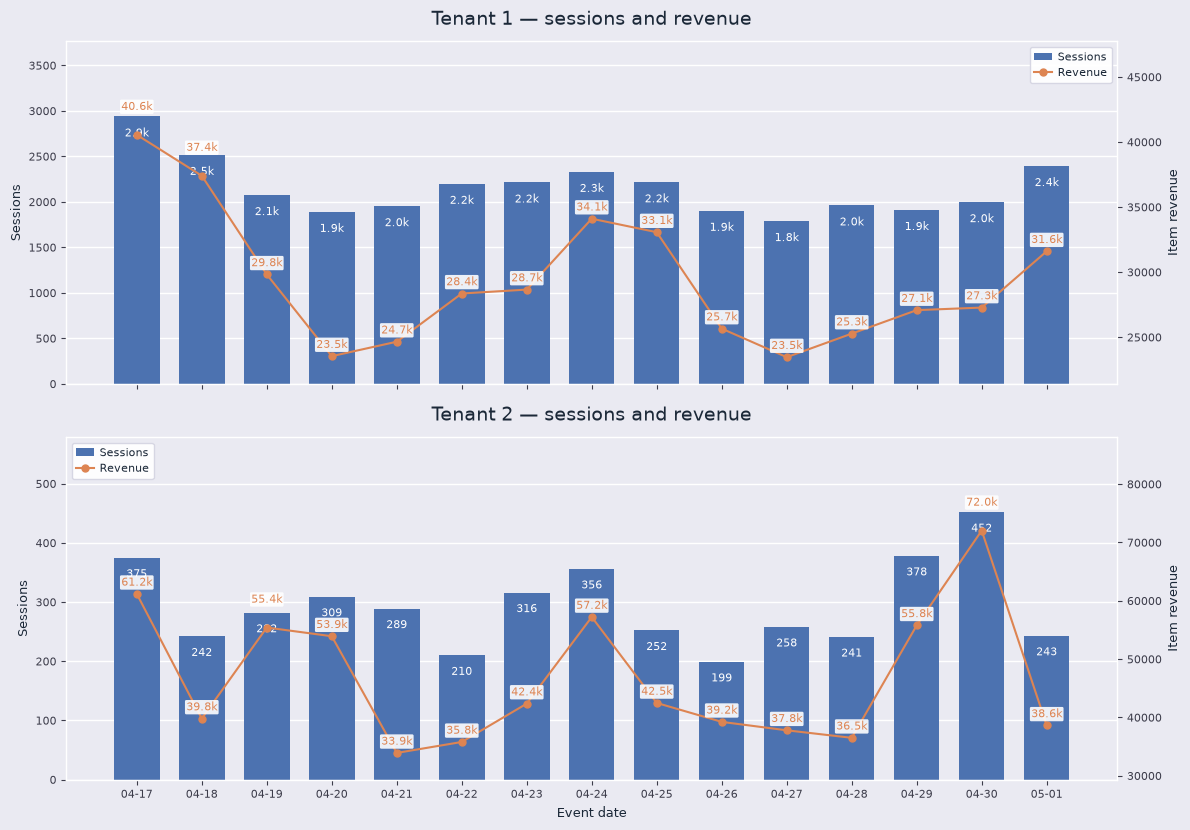 Tenant 1 — sessions and revenue
Sessions
Revenue
3500
3000
2500
2000
1500
1000
500
0
Sessions
45000
40000
35000
30000
25000
Item revenue
40.6k
37.4k
29.8k
23.5k
24.7k
28.4k
28.7k
34.1k
33.1k
25.7k
23.5k
25.3k
27.1k
27.3k
31.6k
2.9k
2.5k
2.1k
1.9k
2.0k
2.2k
2.2k
2.3k
2.2k
1.9k
1.8k
2.0k
1.9k
2.0k
2.4k
Tenant 2 — sessions and revenue
Sessions
Revenue
500
400
300
200
100
0
Sessions
80000
70000
60000
50000
40000
30000
Item revenue
375
242
282
309
289
210
316
356
252
199
258
241
378
452
243
61.2k
39.8k
55.4k
53.9k
33.9k
35.8k
42.4k
57.2k
42.5k
39.2k
37.8k
36.5k
55.8k
72.0k
38.6k
04-17
04-18
04-19
04-20
04-21
04-22
04-23
04-24
04-25
04-26
04-27
04-28
04-29
04-30
05-01
Event date